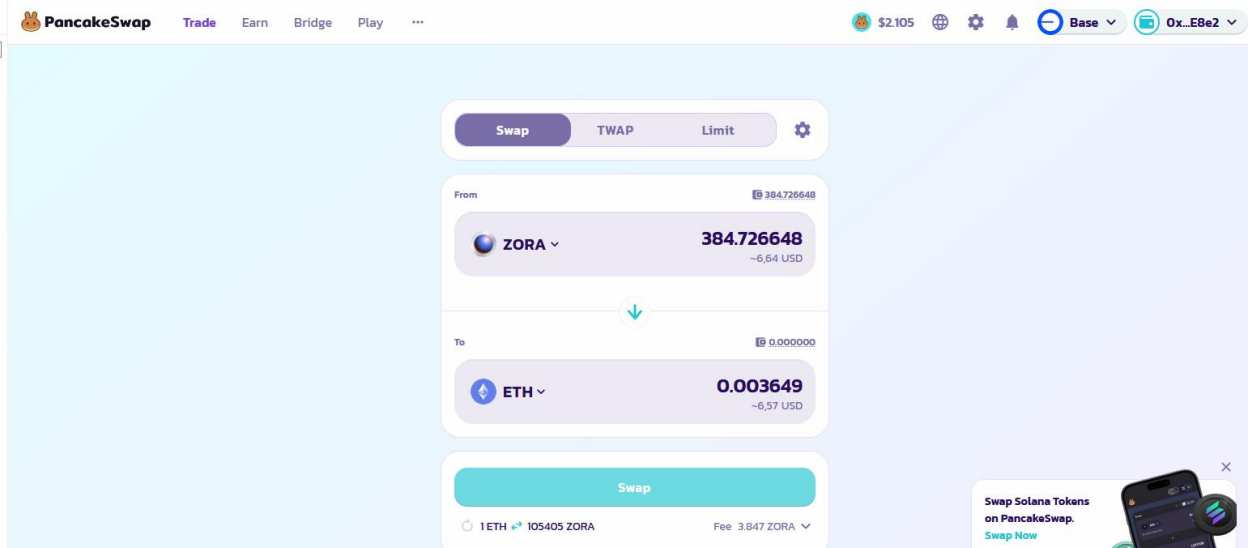 PancakeSwap Trade Earn Bridge Play ... $2.105 Base 0x...E8e2
Swap TWAP Limit
From 384.726648
ZORA 384.726648
~6,64 USD
To 0.000000
ETH 0.003649
~6,57 USD
Swap
1 ETH ⇄ 105405 ZORA Fee 3.847 ZORA
Swap Solana Tokens
on PancakeSwap.
Swap Now